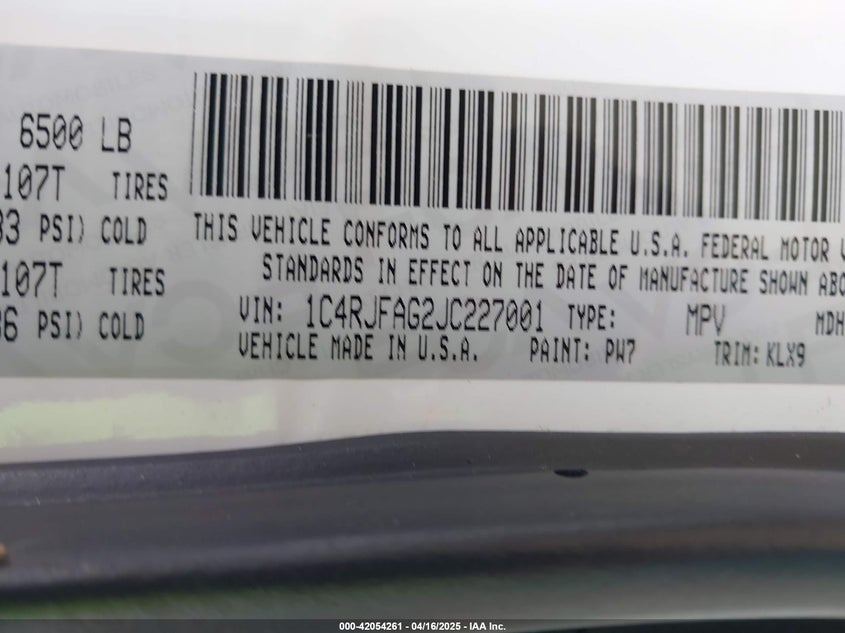 6500 LB
107T TIRES
33 PSI) COLD
107T TIRES
36 PSI) COLD
THIS VEHICLE CONFORMS TO ALL APPLICABLE U.S.A. FEDERAL MOTOR V
STANDARDS IN EFFECT ON THE DATE OF MANUFACTURE SHOWN ABO
VIN: 1C4RJFAG2JC227001 TYPE: MPV MDH
VEHICLE MADE IN U.S.A. PAINT: PW7 TRIM: KLX9
000-42054261 - 04/16/2025 - IAA Inc.